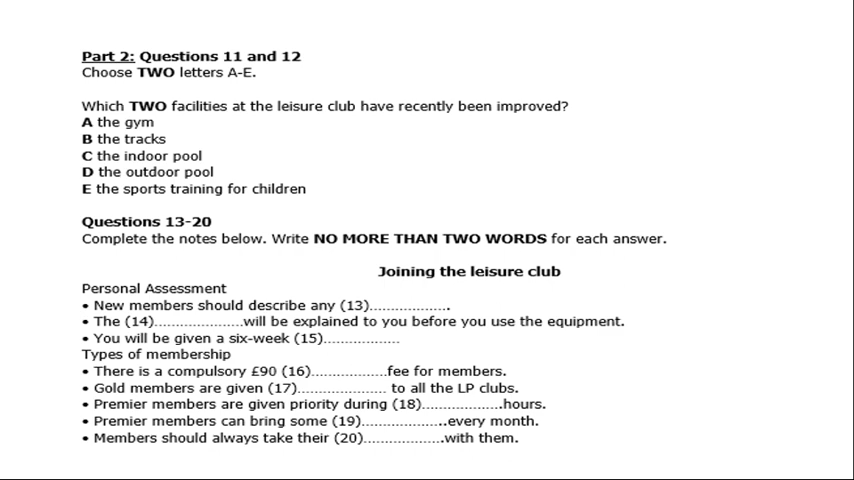 Part 2: Questions 11 and 12
Choose TWO letters A-E.
Which TWO facilities at the leisure club have recently been improved?
A the gym
B the tracks
C the indoor pool
D the outdoor pool
E the sports training for children
Questions 13-20
Complete the notes below. Write NO MORE THAN TWO WORDS for each answer.
Joining the leisure club
Personal Assessment
• New members should describe any (13)...................
• The (14)......................will be explained to you before you use the equipment.
• You will be given a six-week (15)...................
Types of membership
• There is a compulsory £90 (16)...................fee for members.
• Gold members are given (17)..................... to all the LP clubs.
• Premier members are given priority during (18)....................hours.
• Premier members can bring some (19).....................every month.
• Members should always take their (20)....................with them.